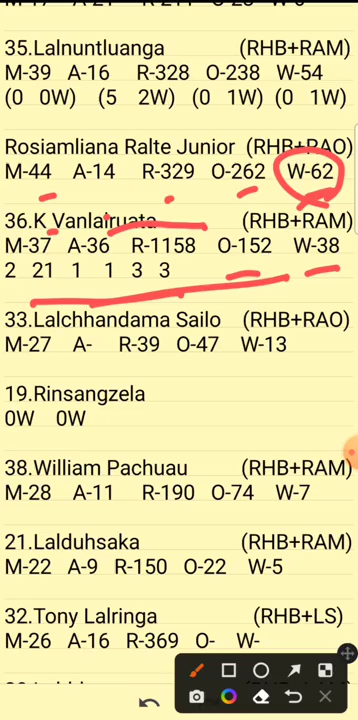 35.Lalnuntluanga (RHB+RAM)
M-39 A-16 R-328 O-238 W-54
(0 0W) (5 2W) (0 1W) (0 1W)
Rosiamliana Ralte Junior (RHB+RAO)
M-44 A-14 R-329 O-262 W-62
36.K Vanlalruata (RHB+RAM)
M-37 A-36 R-1158 O-152 W-38
2 21 1 1 3 3
33.Lalchhandama Sailo (RHB+RAO)
M-27 A- R-39 O-47 W-13
19.Rinsangzela
0W 0W
38.William Pachuau (RHB+RAM)
M-28 A-11 R-190 O-74 W-7
21.Lalduhsaka (RHB+RAM)
M-22 A-9 R-150 O-22 W-5
32.Tony Lalringa (RHB+LS)
M-26 A-16 R-369 O- W-